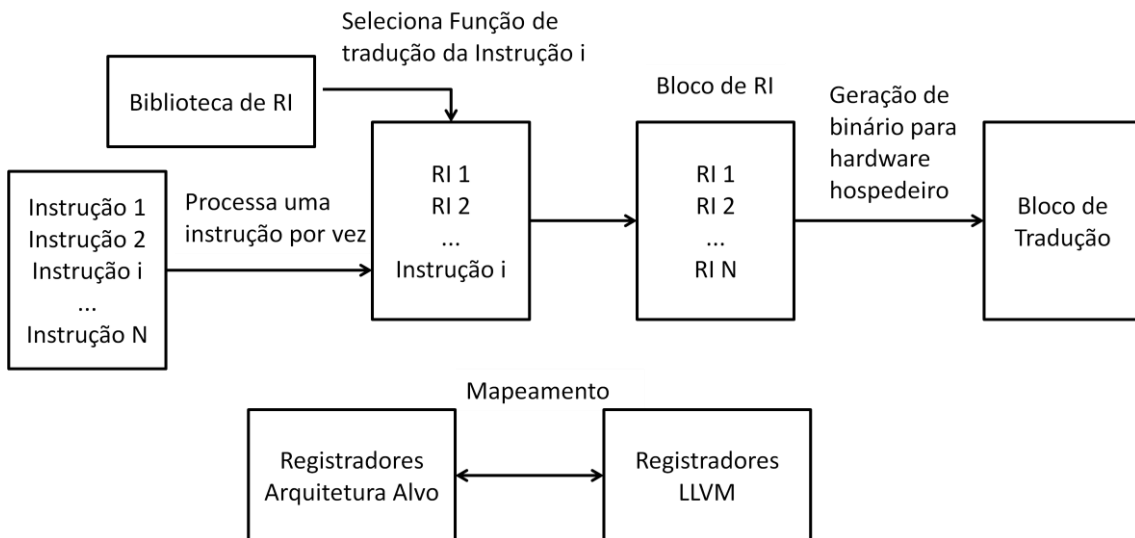 Seleciona Função de
tradução da Instrução i
Biblioteca de RI
Instrução 1
Instrução 2
Instrução i
...
Instrução N
Processa uma
instrução por vez
RI 1
RI 2
...
Instrução i
Bloco de RI
RI 1
RI 2
...
RI N
Geração de
binário para
hardware
hospedeiro
Bloco de
Tradução
Mapeamento
Registradores
Arquitetura Alvo
Registradores
LLVM